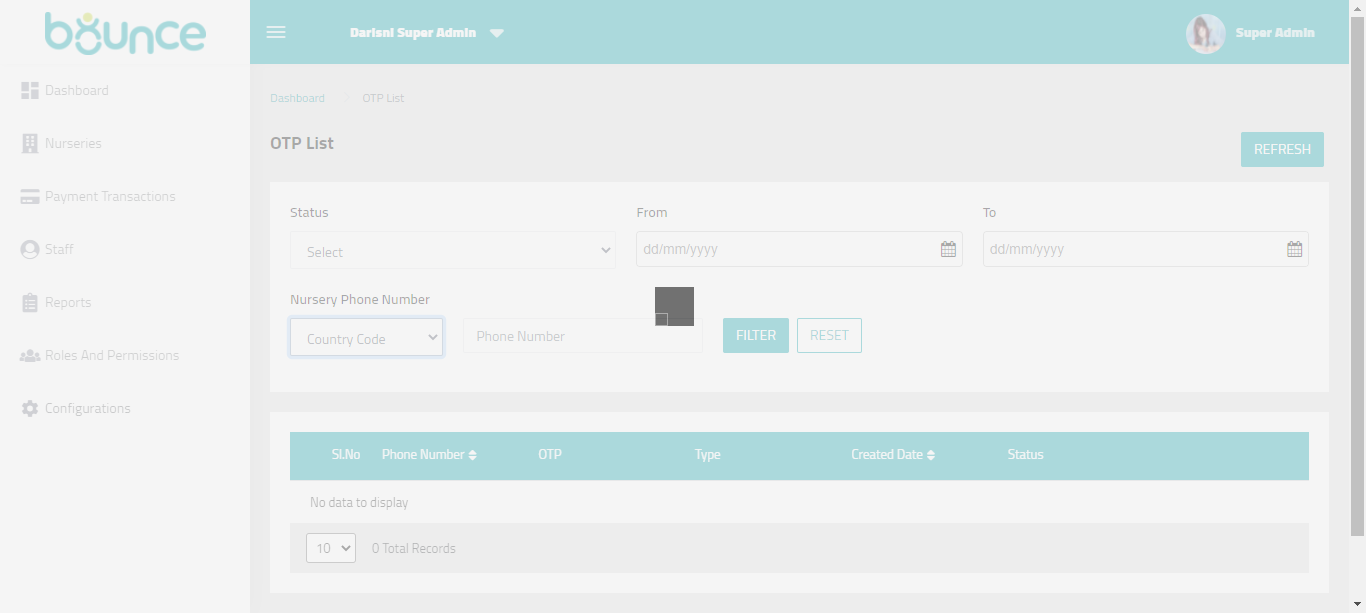 bounce
Darisni Super Admin
Super Admin
Dashboard
Nurseries
Payment Transactions
Staff
Reports
Roles And Permissions
Configurations
Dashboard
OTP List
OTP List
REFRESH
Status
From
To
Select
dd/mm/yyyy
dd/mm/yyyy
Nursery Phone Number
Country Code
Phone Number
FILTER
RESET
Sl.No
Phone Number
OTP
Type
Created Date
Status
No data to display
10
0 Total Records